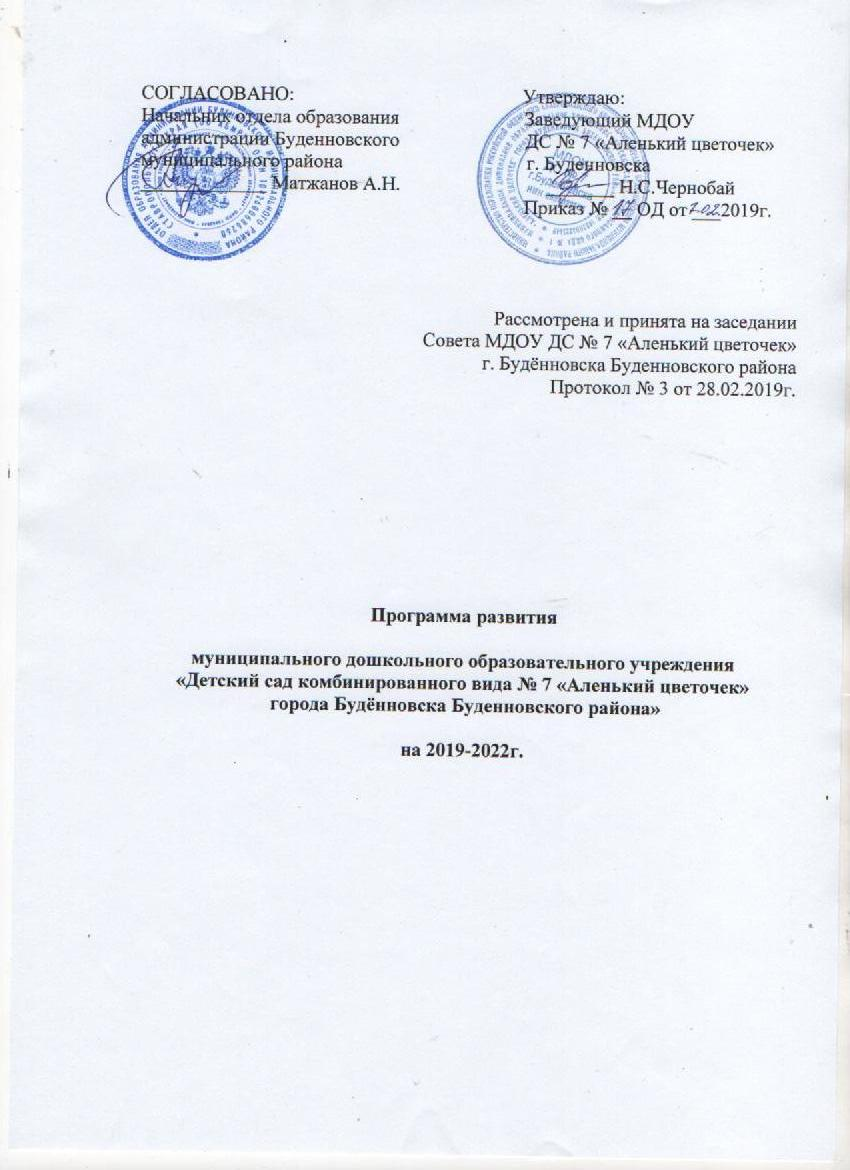 СОГЛАСОВАНО:
Начальник отдела образования
администрации Буденновского
муниципального района
Матжанов А.Н.
Утверждаю:
Заведующий МДОУ
ДС № 7 «Аленький цветочек»
г. Буденновска
Н.С.Чернобай
Приказ № 17 ОД от 2019г.
Рассмотрена и принята на заседании
Совета МДОУ ДС № 7 «Аленький цветочек»
г. Будённовска Буденновского района
Протокол № 3 от 28.02.2019г.
Программа развития
муниципального дошкольного образовательного учреждения
«Детский сад комбинированного вида № 7 «Аленький цветочек»
города Будённовска Буденновского района»
на 2019-2022г.